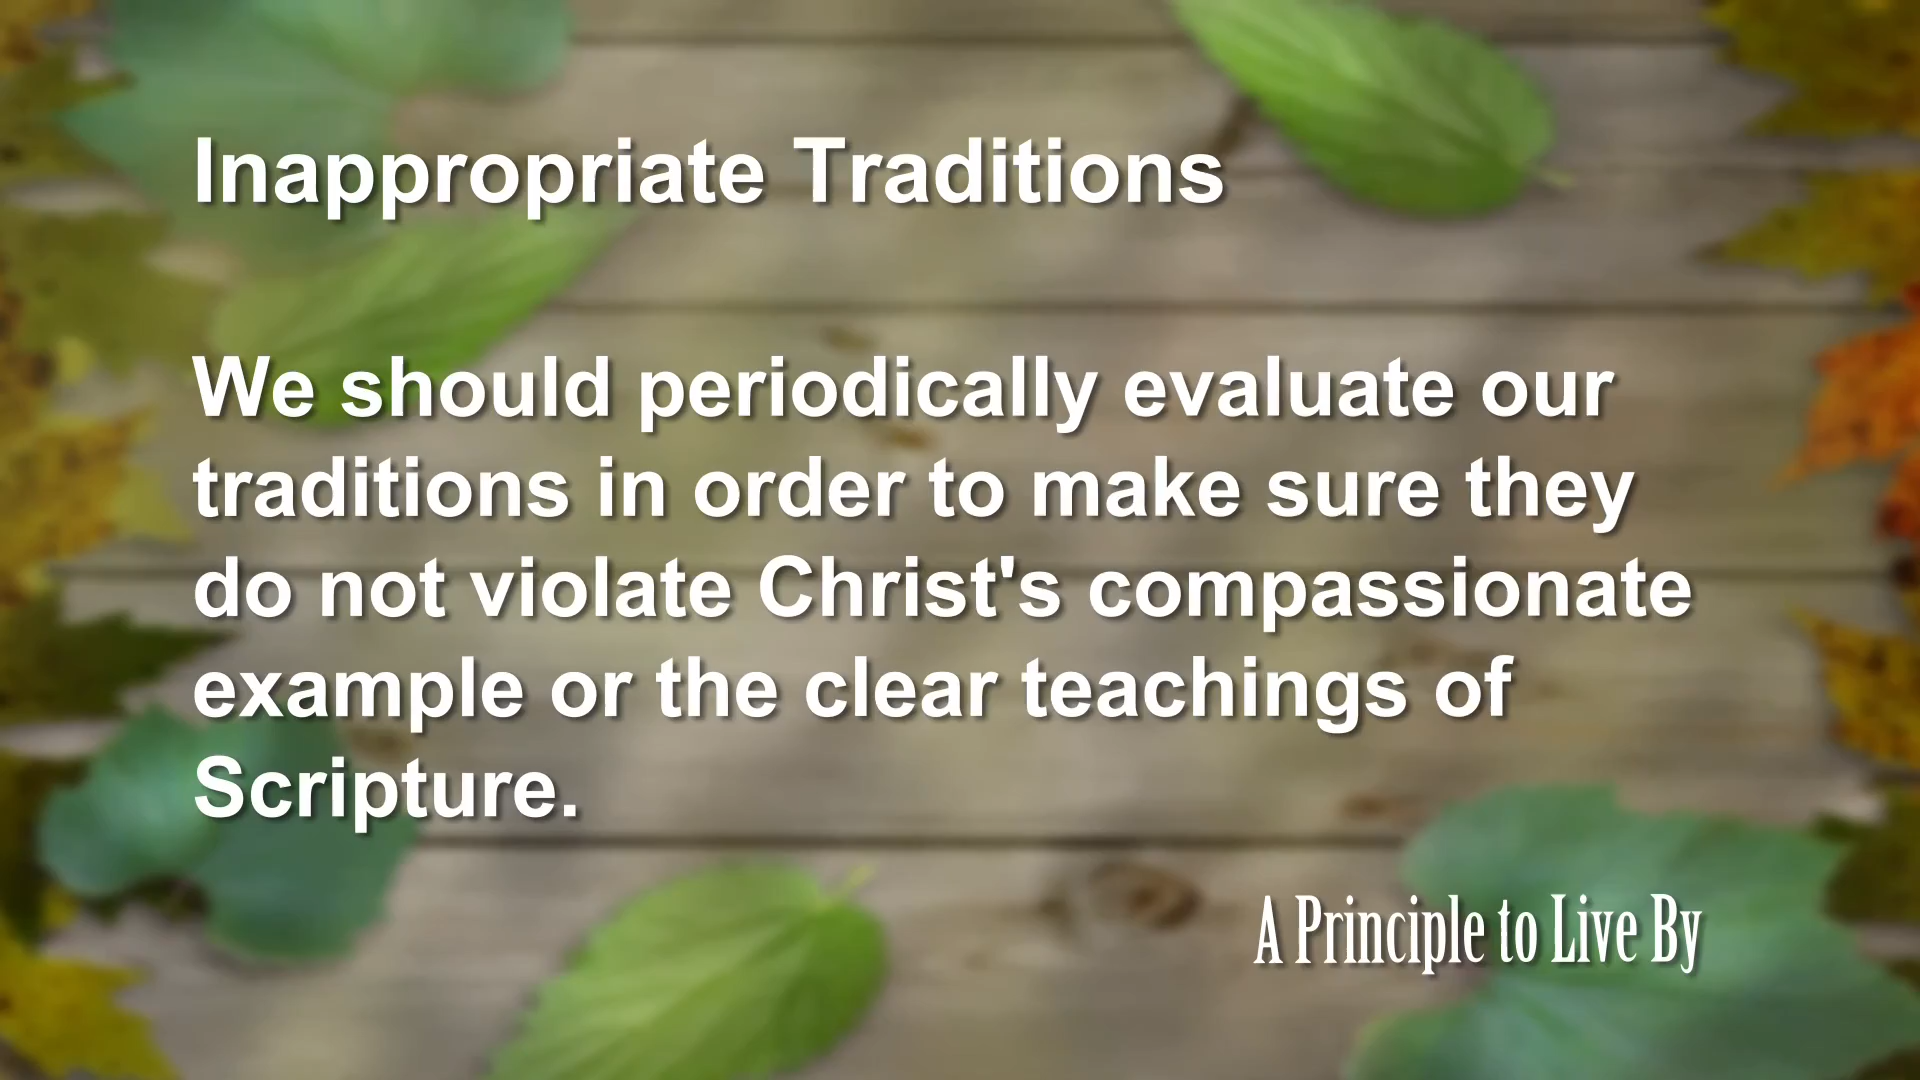 Inappropriate Traditions
We should periodically evaluate our
traditions in order to make sure they
do not violate Christ's compassionate
example or the clear teachings of
Scripture.
A Principle to Live By